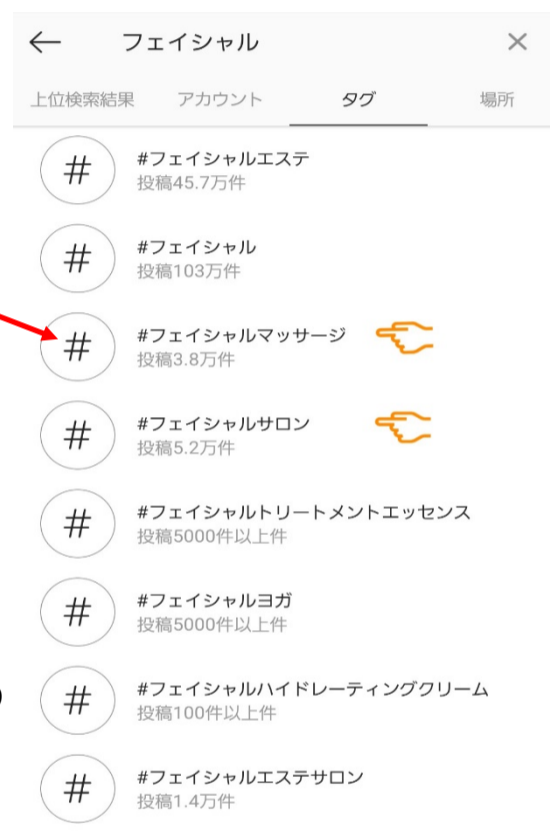 フェイシャル
上位検索結果 アカウント タグ 場所
#フェイシャルエステ
投稿45.7万件
#フェイシャル
投稿103万件
#フェイシャルマッサージ
投稿3.8万件
#フェイシャルサロン
投稿5.2万件
#フェイシャルトリートメントエッセンス
投稿5000件以上件
#フェイシャルヨガ
投稿5000件以上件
#フェイシャルハイドレーティングクリーム
投稿100件以上件
#フェイシャルエステサロン
投稿1.4万件